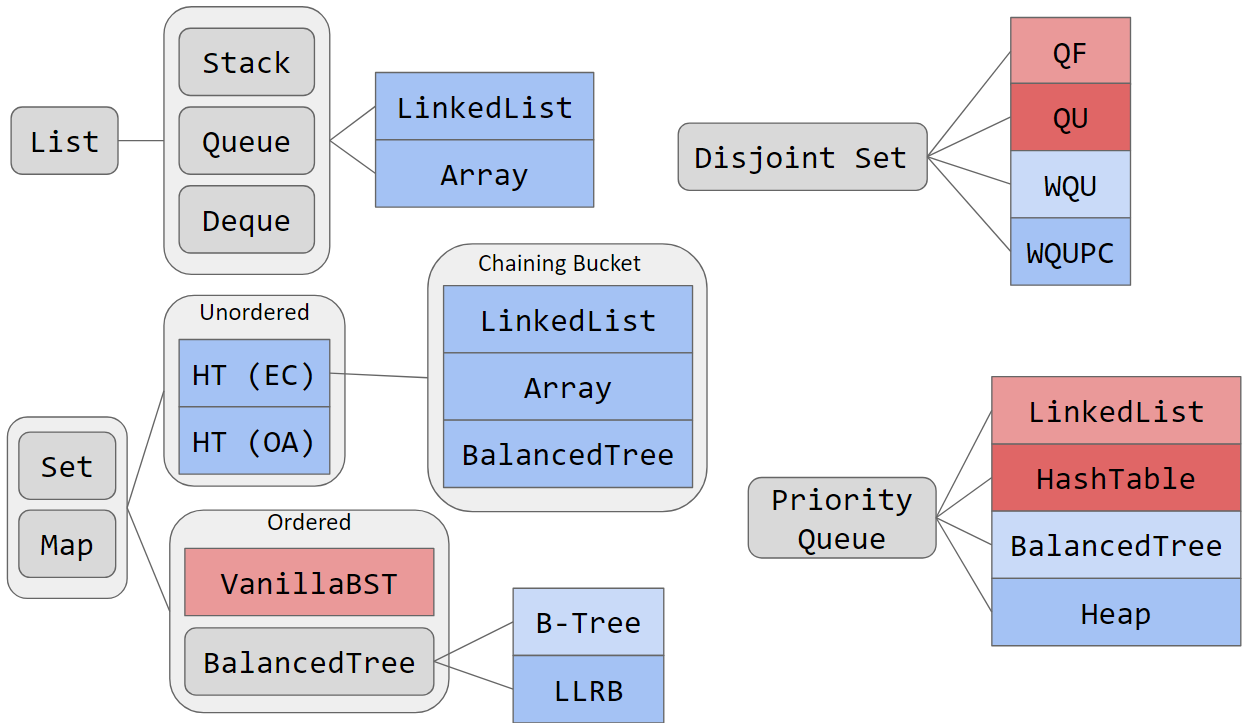 List
Stack
Queue
Deque
LinkedList
Array
Disjoint Set
QF
QU
WQU
WQUPC
Set
Map
Unordered
HT (EC)
HT (OA)
Chaining Bucket
LinkedList
Array
BalancedTree
Ordered
VanillaBST
BalancedTree
B-Tree
LLRB
Priority
Queue
LinkedList
HashTable
BalancedTree
Heap